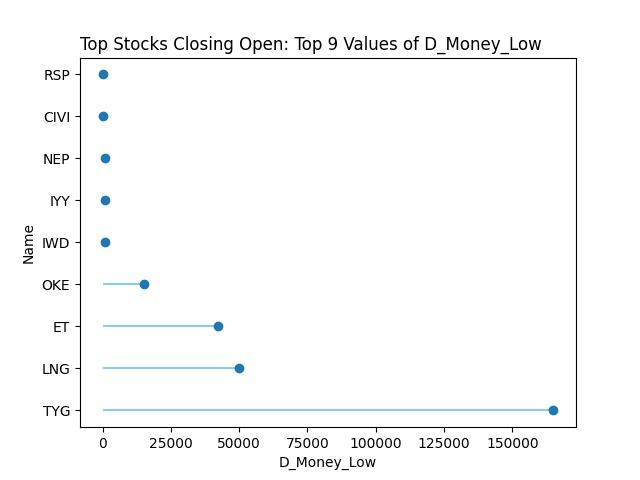 Top Stocks Closing Open: Top 9 Values of D_Money_Low
RSP
CIVI
NEP
IYY
IWD
OKE
ET
LNG
TYG
Name
0 25000 50000 75000 100000 125000 150000
D_Money_Low